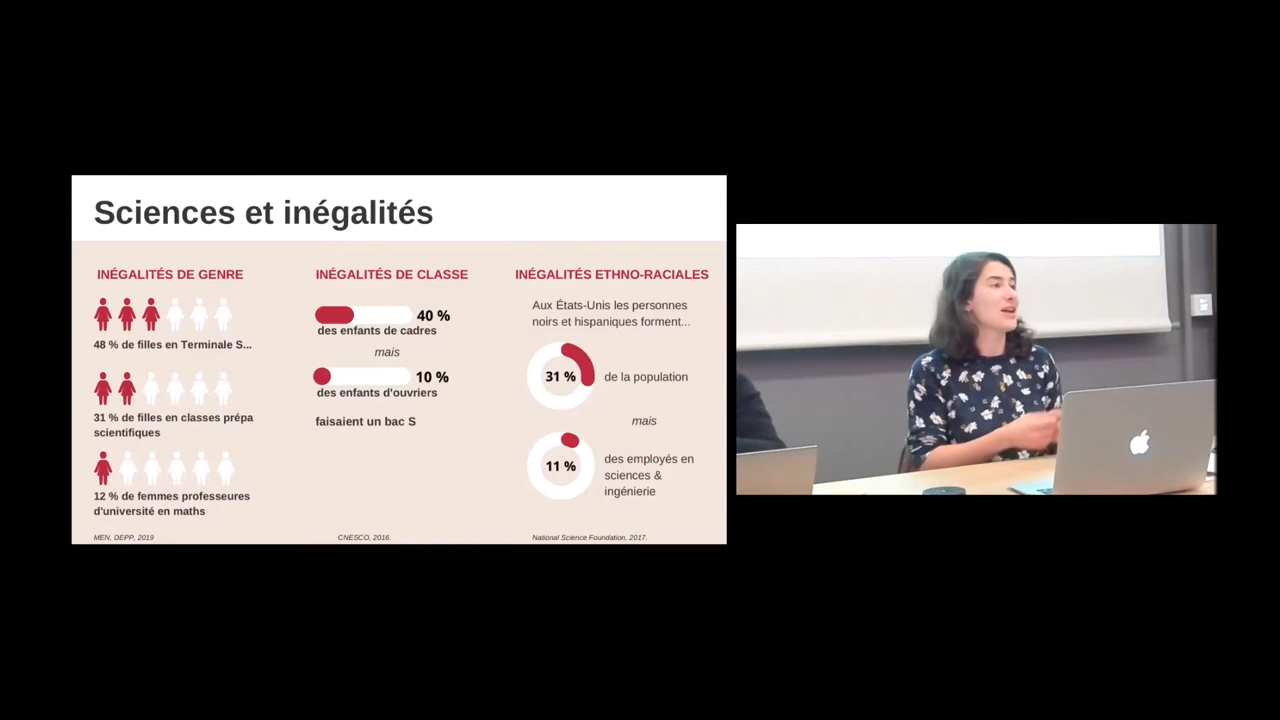 Sciences et inégalités
INÉGALITÉS DE GENRE
48 % de filles en Terminale S...
31 % de filles en classes prépa
scientifiques
12 % de femmes professeures
d'université en maths
MEN, DEPP, 2019
INÉGALITÉS DE CLASSE
40 %
des enfants de cadres
mais
10 %
des enfants d'ouvriers
faisaient un bac S
CNESCO, 2016.
INÉGALITÉS ETHNO-RACIALES
Aux États-Unis les personnes
noirs et hispaniques forment...
31 %
de la population
mais
11 %
des employés en
sciences &
ingénierie
National Science Foundation, 2017.